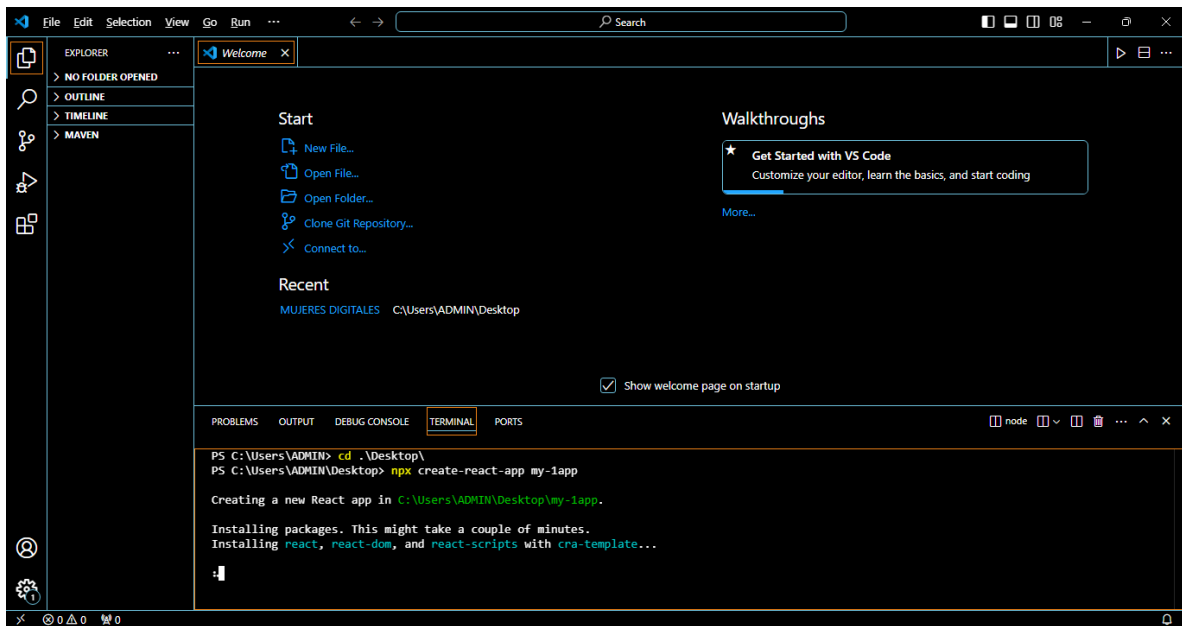 File Edit Selection View Go Run ... Search
EXPLORER ...
NO FOLDER OPENED
OUTLINE
TIMELINE
MAVEN
Welcome
Start
New File...
Open File...
Open Folder...
Clone Git Repository...
Connect to...
Recent
MUJERES DIGITALES C:\Users\ADMIN\Desktop
Walkthroughs
Get Started with VS Code
Customize your editor, learn the basics, and start coding
More...
Show welcome page on startup
PROBLEMS OUTPUT DEBUG CONSOLE TERMINAL PORTS node
PS C:\Users\ADMIN> cd .\Desktop\
PS C:\Users\ADMIN\Desktop> npx create-react-app my-1app
Creating a new React app in C:\Users\ADMIN\Desktop\my-1app.
Installing packages. This might take a couple of minutes.
Installing react, react-dom, and react-scripts with cra-template...
1
0 0 0